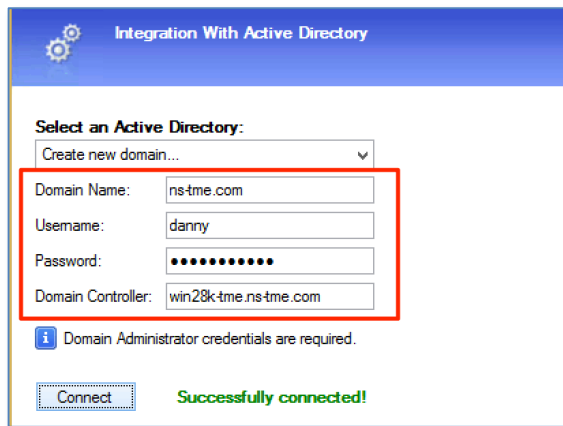 Integration With Active Directory
Select an Active Directory:
Create new domain...
Domain Name: ns-tme.com
Username: danny
Password: ●●●●●●●●●●●
Domain Controller: win28k-tme.ns-tme.com
i Domain Administrator credentials are required.
Connect Successfully connected!